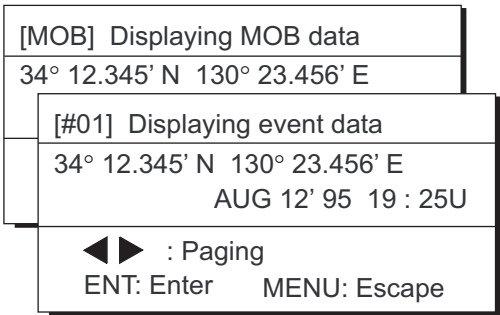 [MOB] Displaying MOB data
34° 12.345’ N 130° 23.456’ E
[#01] Displaying event data
34° 12.345’ N 130° 23.456’ E
AUG 12’ 95 19 : 25U
◀ ▶ : Paging
ENT: Enter MENU: Escape